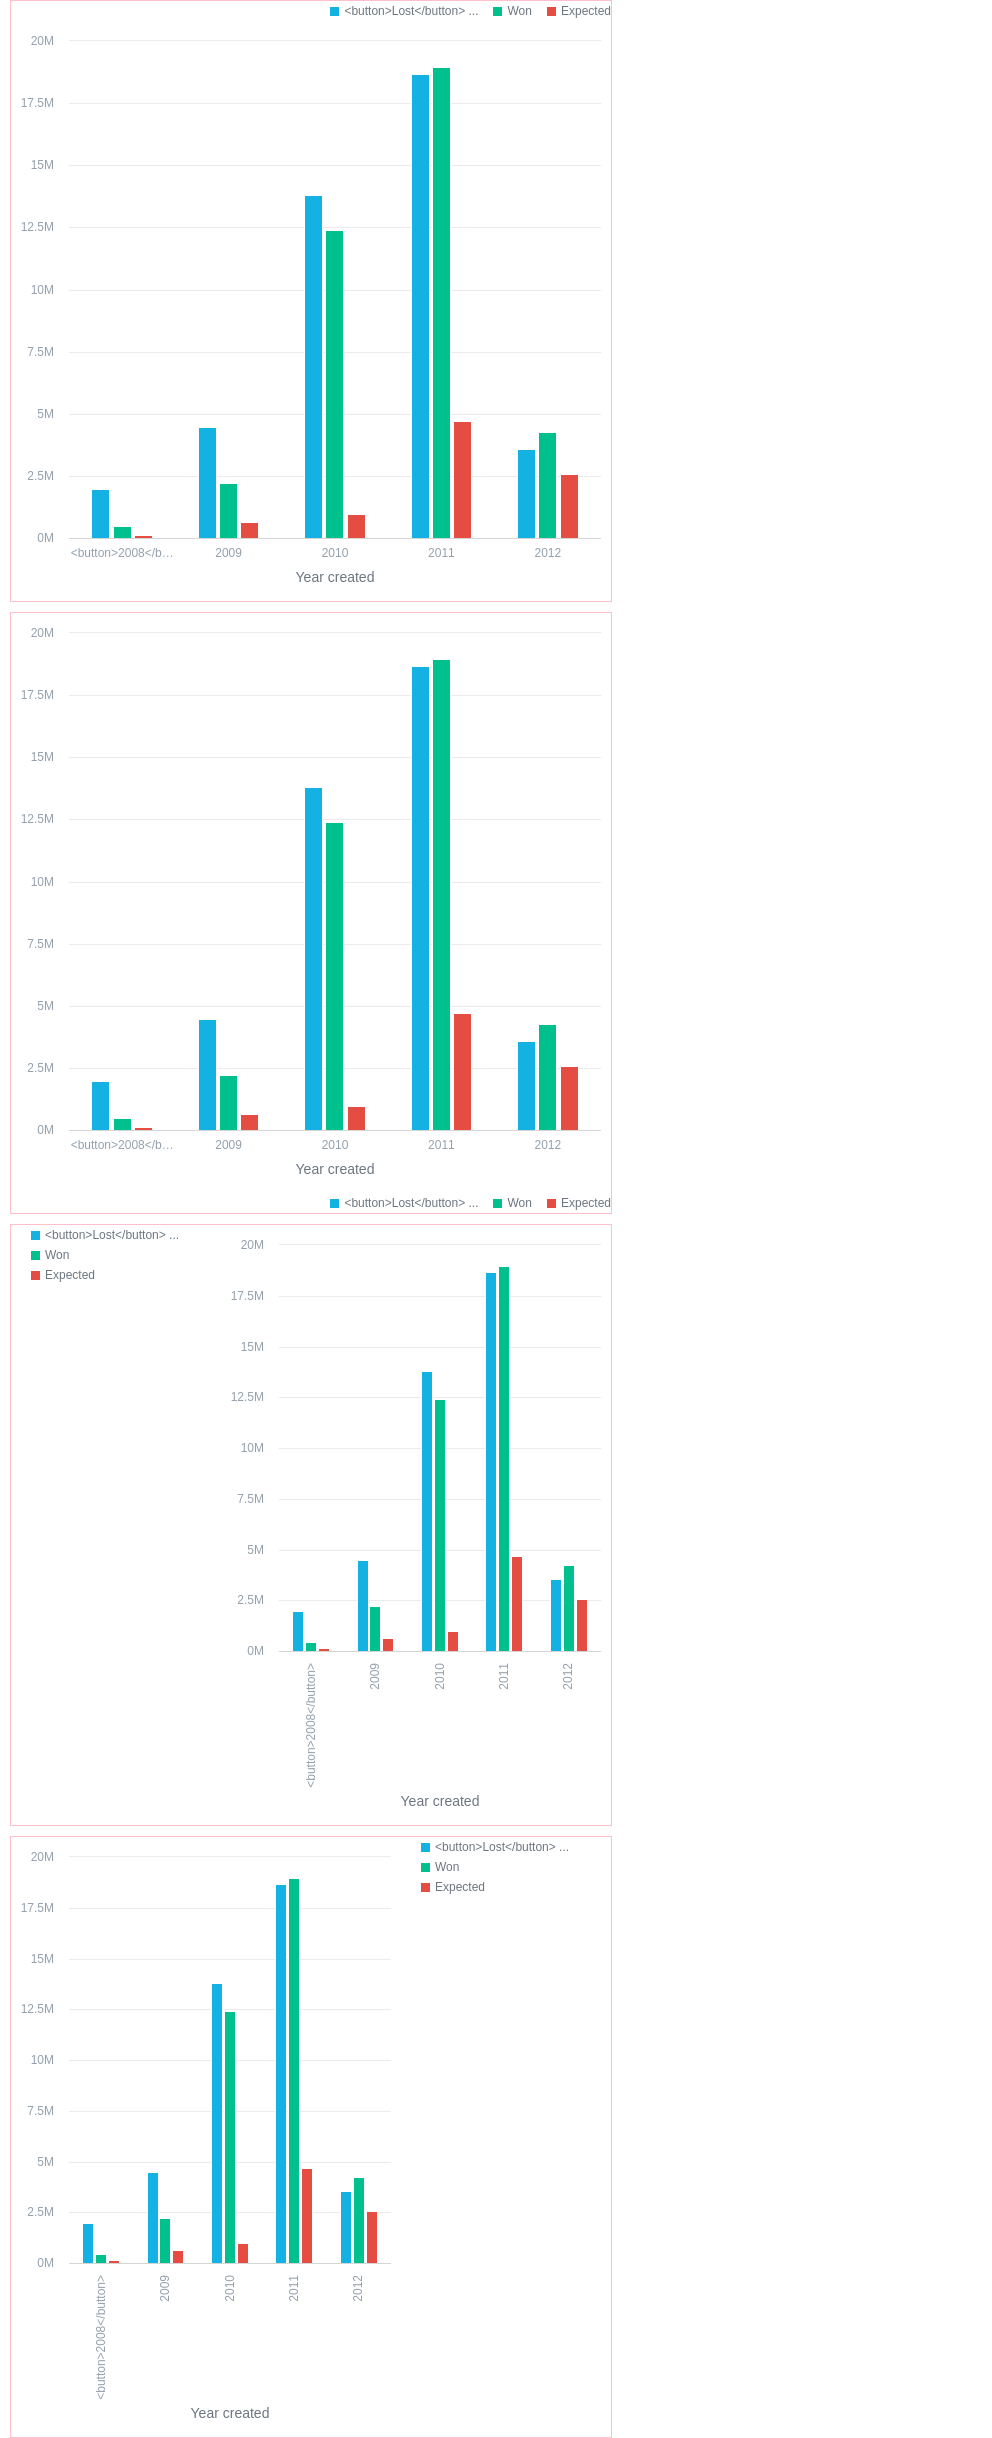 <button>Lost</button> ... Won Expected
20M
17.5M
15M
12.5M
10M
7.5M
5M
2.5M
0M
<button>2008</b... 2009 2010 2011 2012
Year created
20M
17.5M
15M
12.5M
10M
7.5M
5M
2.5M
0M
<button>2008</b... 2009 2010 2011 2012
Year created
<button>Lost</button> ... Won Expected
<button>Lost</button> ...
Won
Expected
20M
17.5M
15M
12.5M
10M
7.5M
5M
2.5M
0M
<button>2008</button> 2009 2010 2011 2012
Year created
<button>Lost</button> ...
Won
Expected
20M
17.5M
15M
12.5M
10M
7.5M
5M
2.5M
0M
<button>2008</button> 2009 2010 2011 2012
Year created